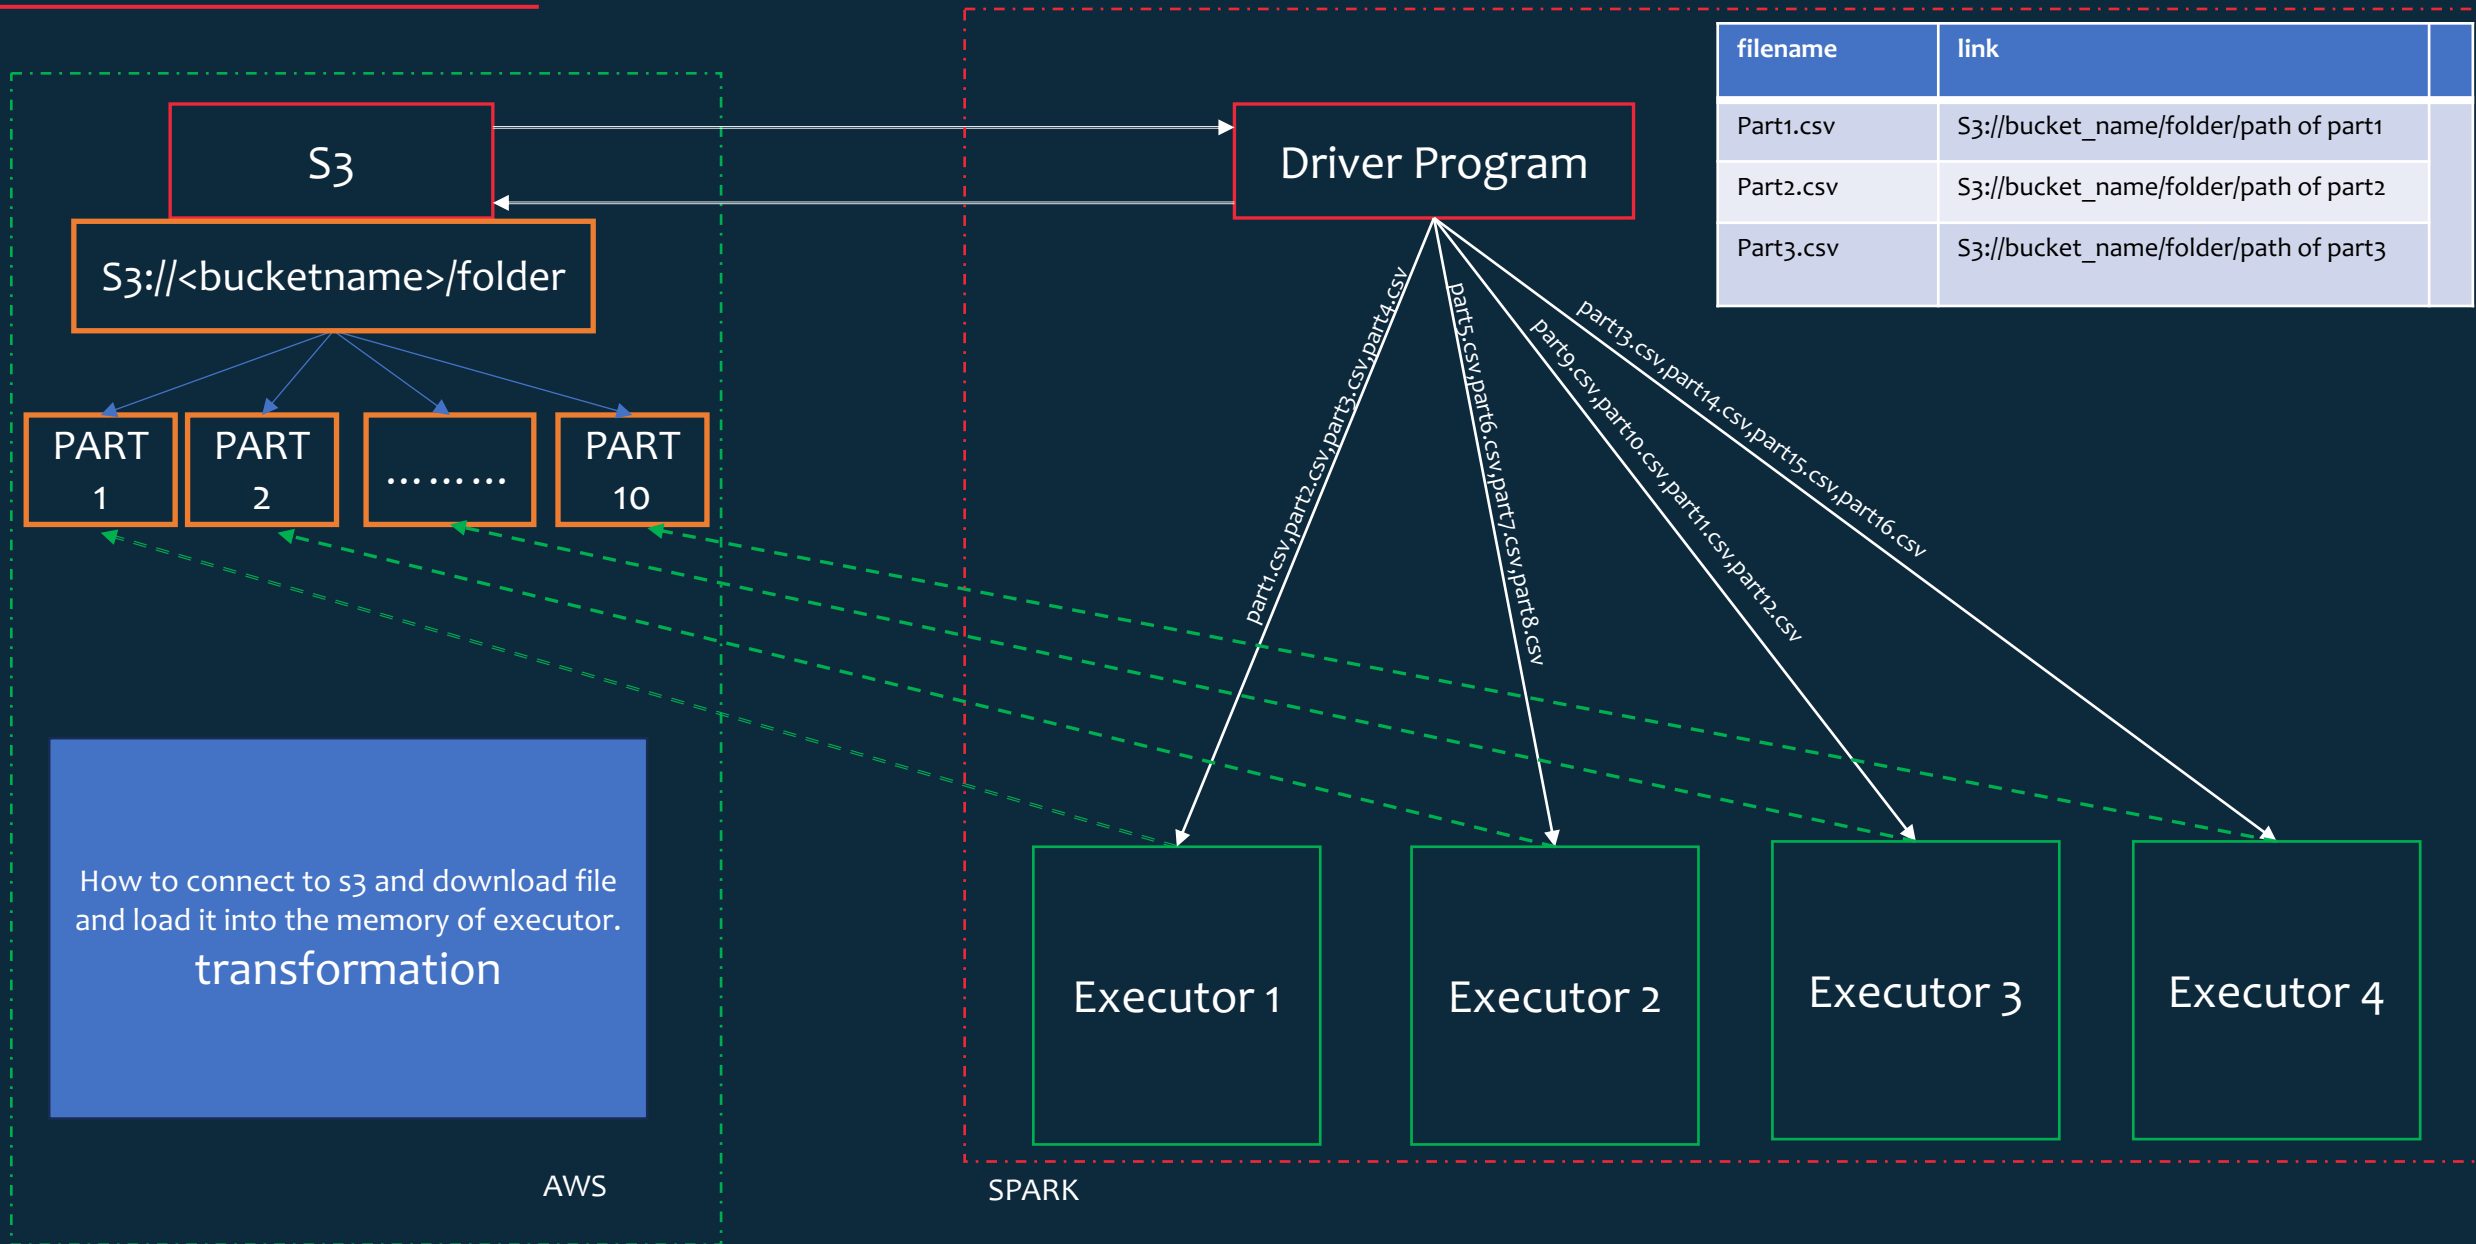 filename link
Part1.csv S3://bucket_name/folder/path of part1
Part2.csv S3://bucket_name/folder/path of part2
Part3.csv S3://bucket_name/folder/path of part3
S3
Driver Program
S3://<bucketname>/folder
PART
1
PART
2
………
PART
10
part1.csv,part2.csv,part3.csv,part4.csv
part5.csv,part6.csv,part7.csv,part8.csv
part9.csv,part10.csv,part11.csv,part12.csv
part13.csv,part14.csv,part15.csv,part16.csv
How to connect to s3 and download file
and load it into the memory of executor.
transformation
Executor 1
Executor 2
Executor 3
Executor 4
AWS
SPARK